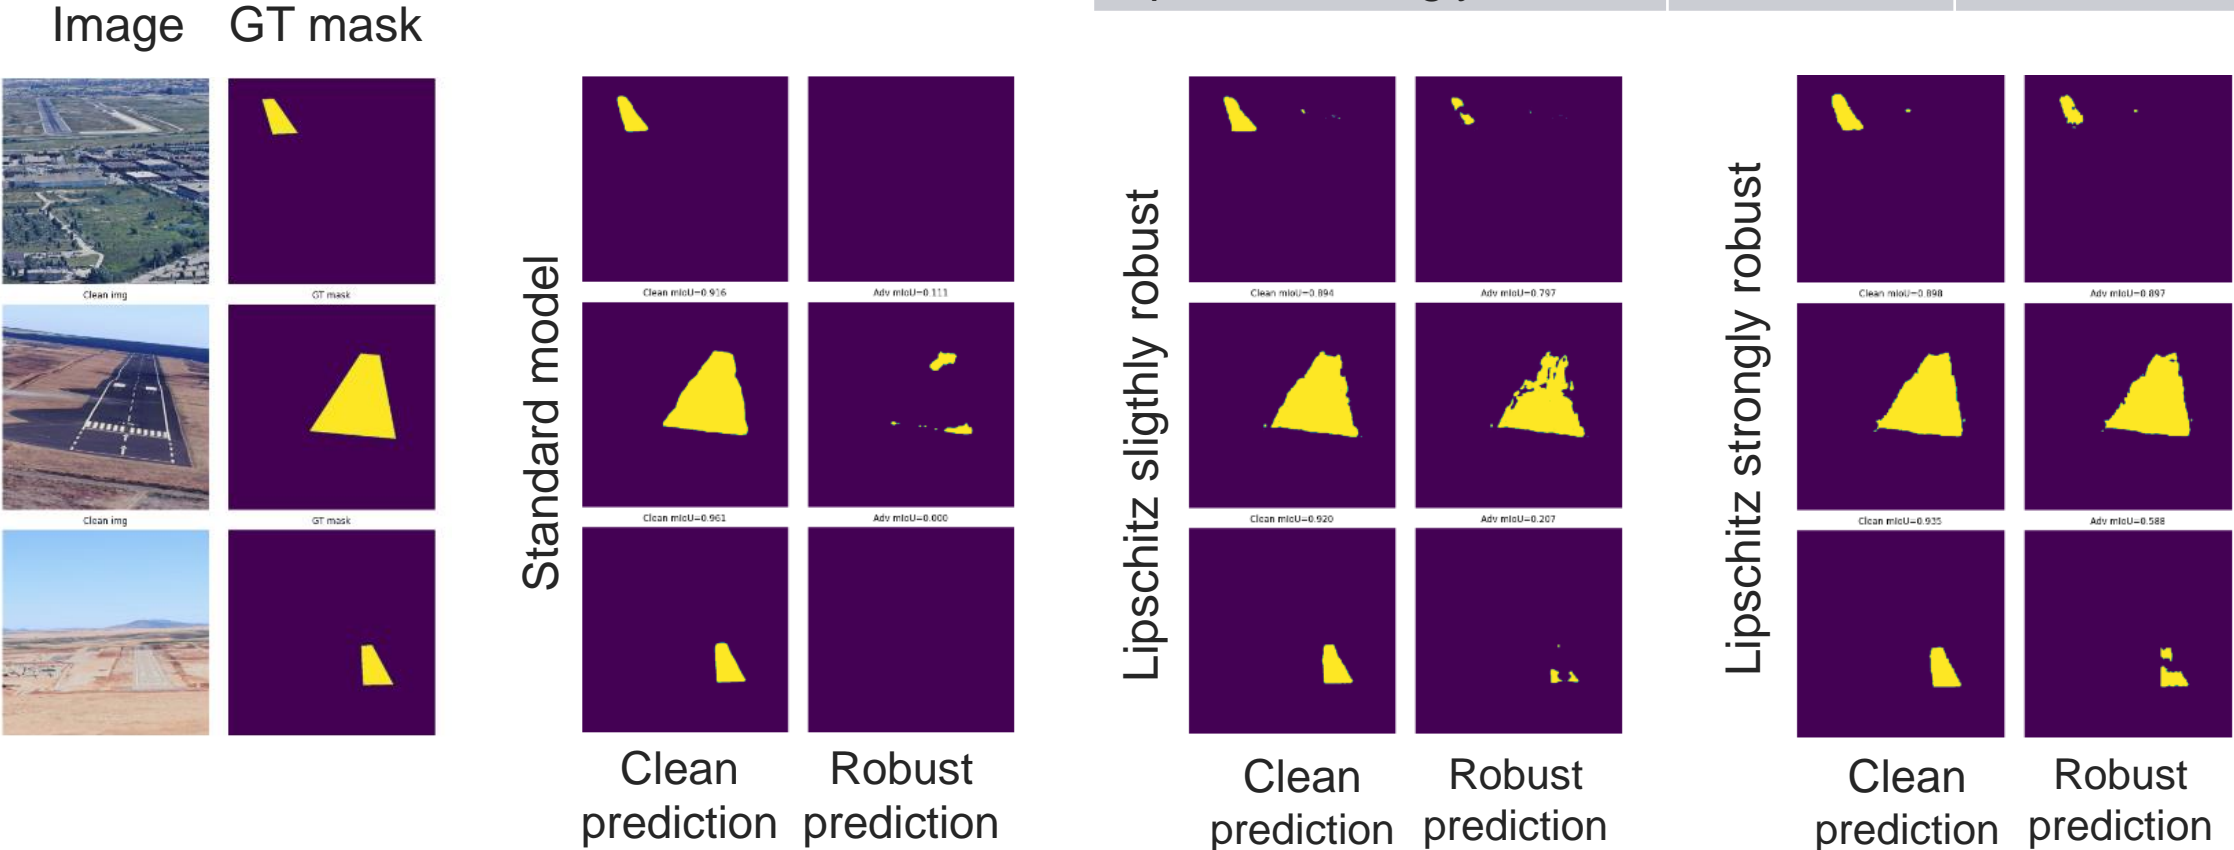 Image
GT mask
Clean img
GT mask
Clean img
GT mask
Standard model
Clean mIoU=0.916
Adv mIoU=0.111
Clean mIoU=0.961
Adv mIoU=0.000
Clean
prediction
Robust
prediction
Lipschitz sligthly robust
Clean mIoU=0.894
Adv mIoU=0.797
Clean mIoU=0.920
Adv mIoU=0.207
Clean
prediction
Robust
prediction
Lipschitz strongly robust
Clean mIoU=0.898
Adv mIoU=0.897
Clean mIoU=0.935
Adv mIoU=0.588
Clean
prediction
Robust
prediction